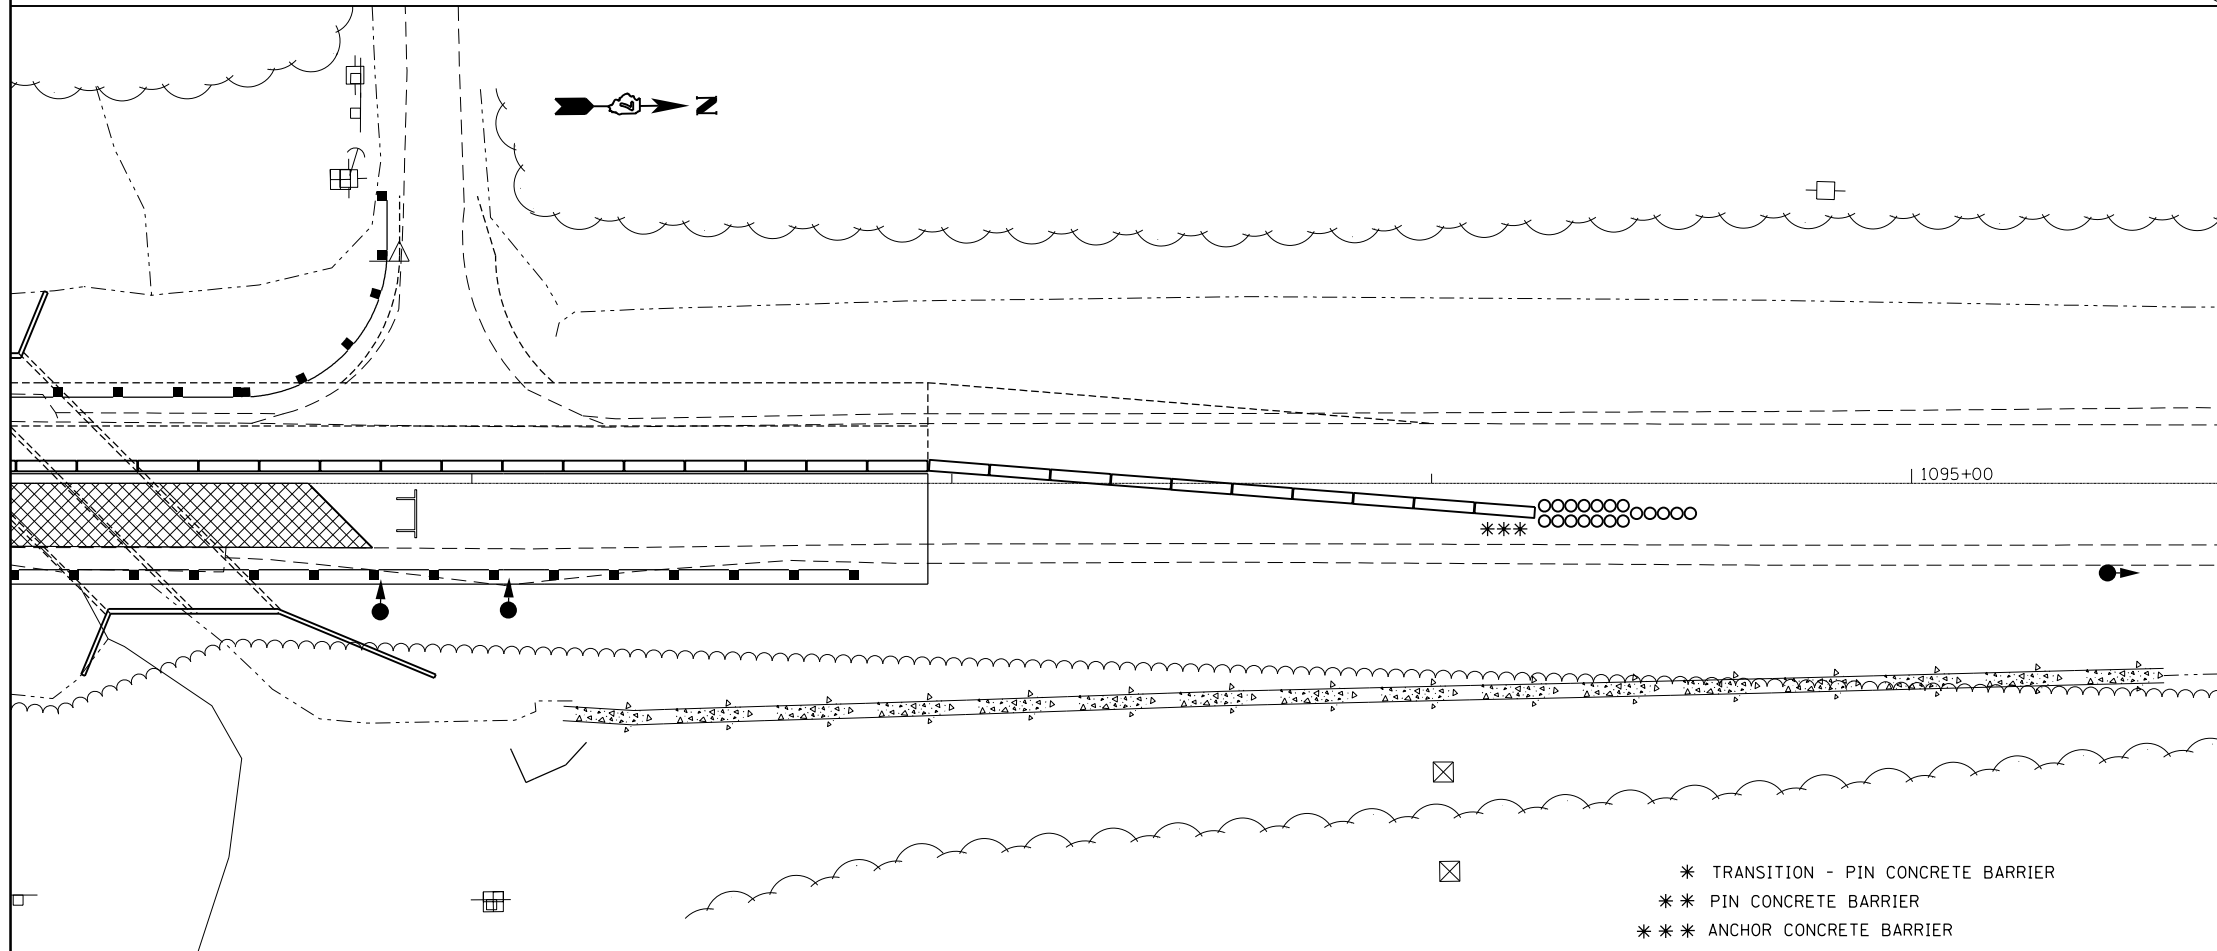 N
1095+00
***
* TRANSITION - PIN CONCRETE BARRIER
** PIN CONCRETE BARRIER
*** ANCHOR CONCRETE BARRIER